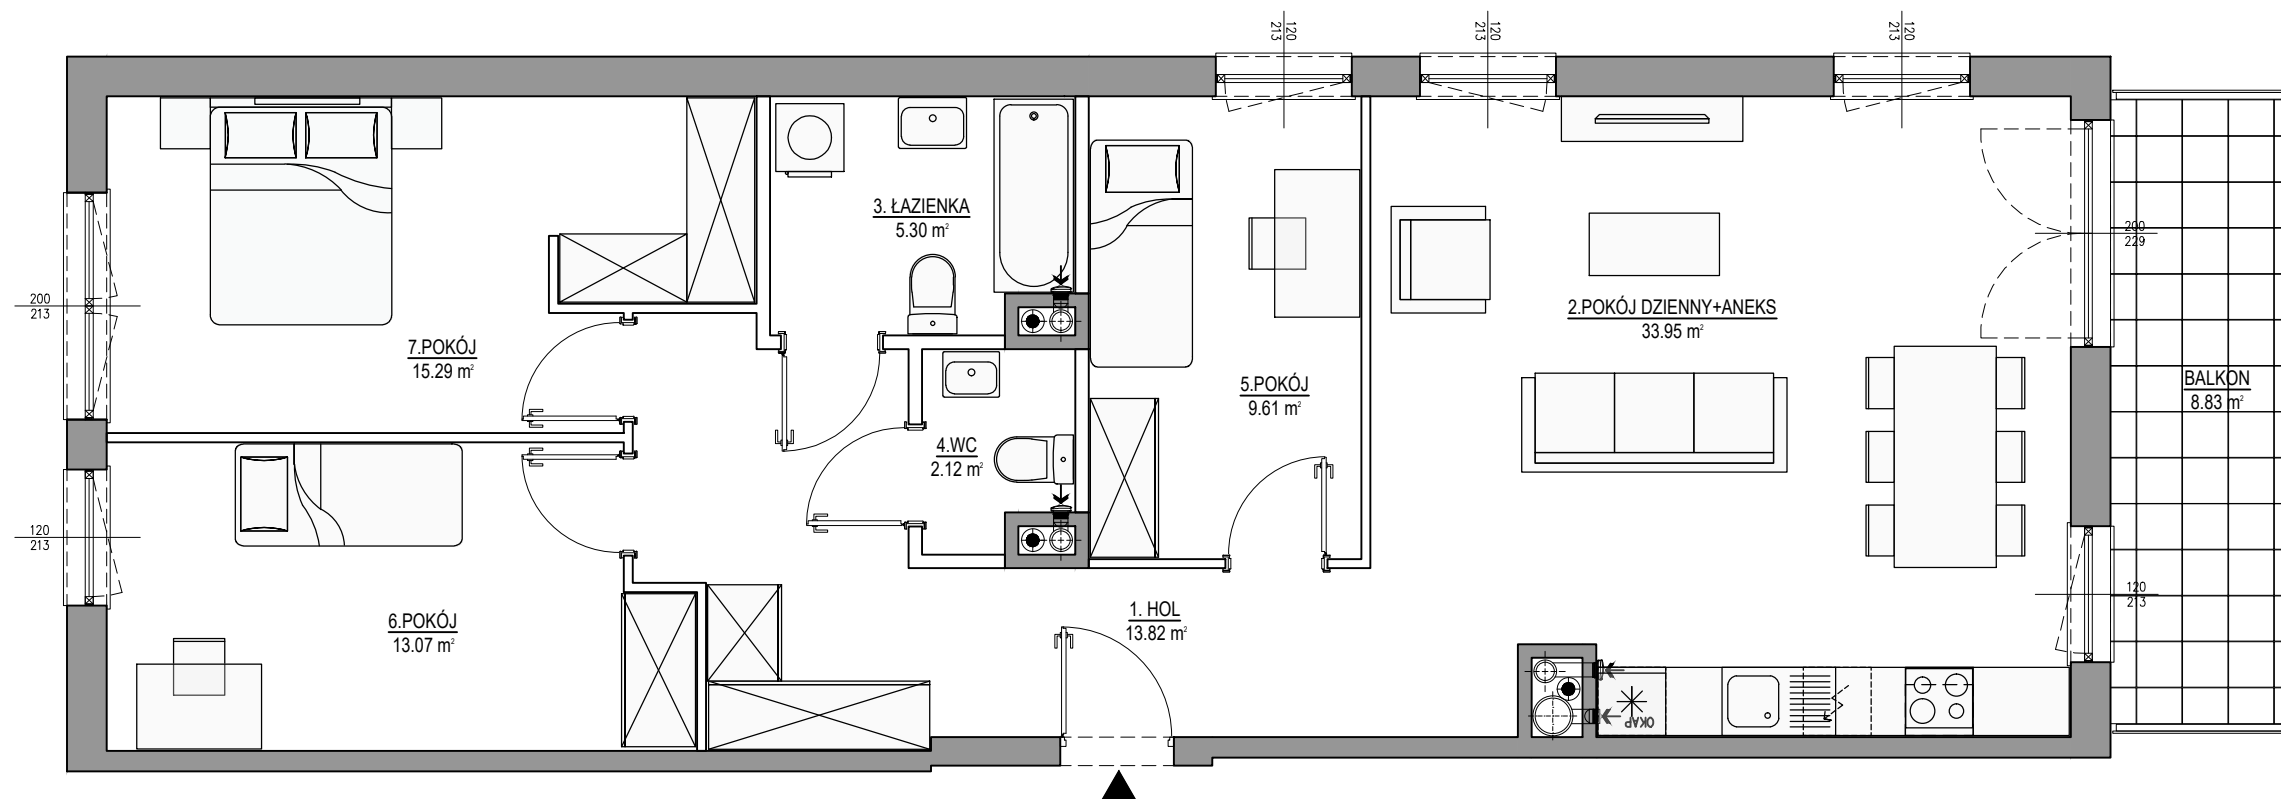 120
213
120
213
120
213
3. ŁAZIENKA
5.30 m²
200
229
200
213
2.POKÓJ DZIENNY+ANEKS
33.95 m²
7.POKÓJ
15.29 m²
5.POKÓJ
9.61 m²
BALKON
8.83 m²
4.WC
2.12 m²
120
213
120
213
1. HOL
13.82 m²
6.POKÓJ
13.07 m²
OKAP